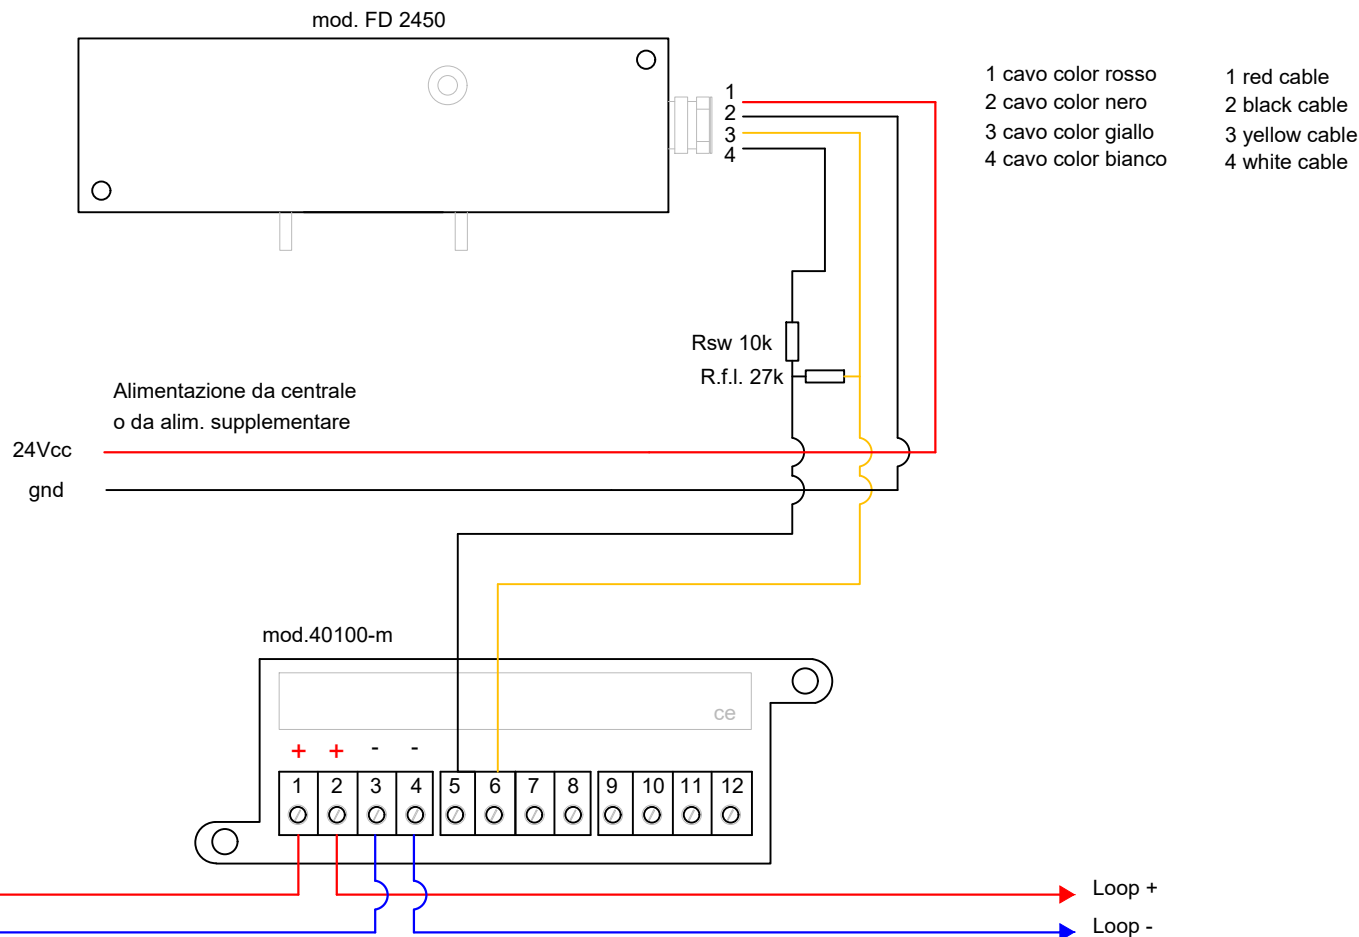 mod. FD 2450
1
2
3
4
1 cavo color rosso
2 cavo color nero
3 cavo color giallo
4 cavo color bianco
1 red cable
2 black cable
3 yellow cable
4 white cable
Rsw 10k
R.f.l. 27k
Alimentazione da centrale
o da alim. supplementare
24Vcc
gnd
mod.40100-m
ce
+ + - -
1 2 3 4 5 6 7 8 9 10 11 12
Loop +
Loop -